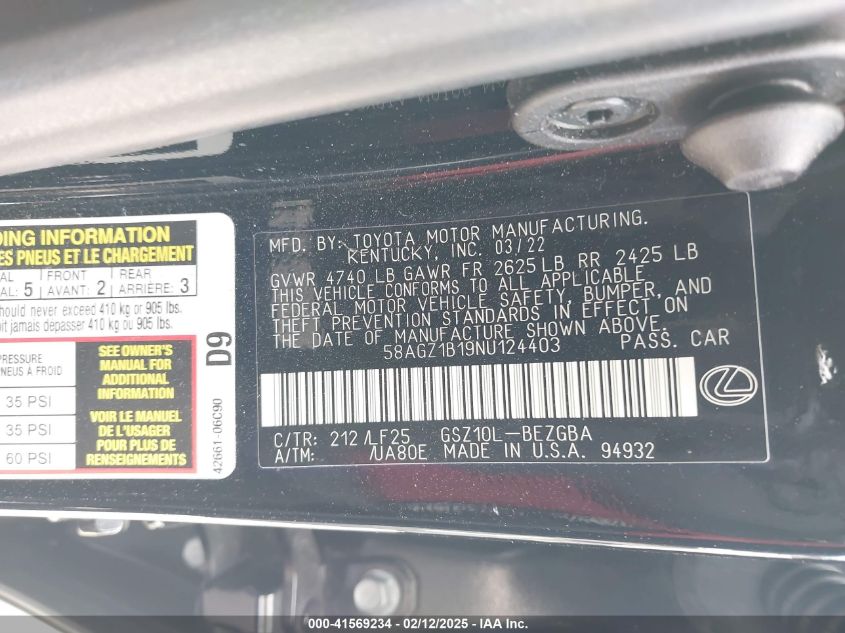 DING INFORMATION
ES PNEUS ET LE CHARGEMENT
AL FRONT REAR
AL: 5 AVANT: 2 ARRIÈRE: 3
should never exceed 410 kg or 905 lbs.
oit jamais dépasser 410 kg ou 905 lbs.
PRESSURE
PNEUS À FROID
35 PSI
35 PSI
60 PSI
SEE OWNER'S
MANUAL FOR
ADDITIONAL
INFORMATION
VOIR LE MANUEL
DE L'USAGER
POUR PLUS DE
RENSEIGNEMENTS
D9
42661-06C90
MFD. BY: TOYOTA MOTOR MANUFACTURING.
KENTUCKY, INC. 03/22
GVWR 4740 LB GAWR FR 2625 LB RR 2425 LB
THIS VEHICLE CONFORMS TO ALL APPLICABLE
FEDERAL MOTOR VEHICLE SAFETY, BUMPER, AND
THEFT PREVENTION STANDARDS IN EFFECT ON
THE DATE OF MANUFACTURE SHOWN ABOVE.
58AGZ1B19NU124403 PASS. CAR
C/TR: 212 /LF25 GSZ10L-BEZGBA
A/TM: /UA80E MADE IN U.S.A. 94932
000-41569234 - 02/12/2025 - IAA Inc.